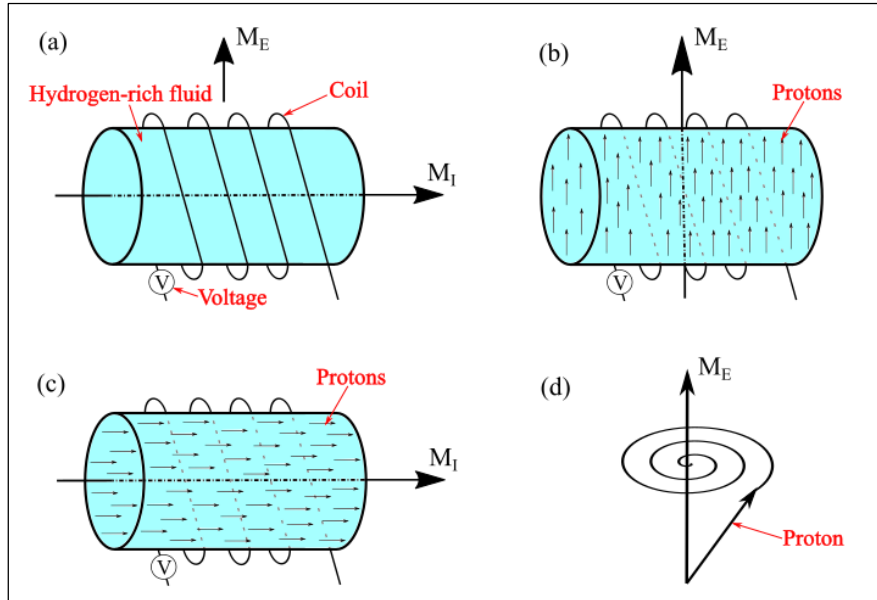 (a)
M_E
Hydrogen-rich fluid
Coil
M_I
V
Voltage
(b)
M_E
Protons
V
(c)
Protons
M_I
V
(d)
M_E
Proton